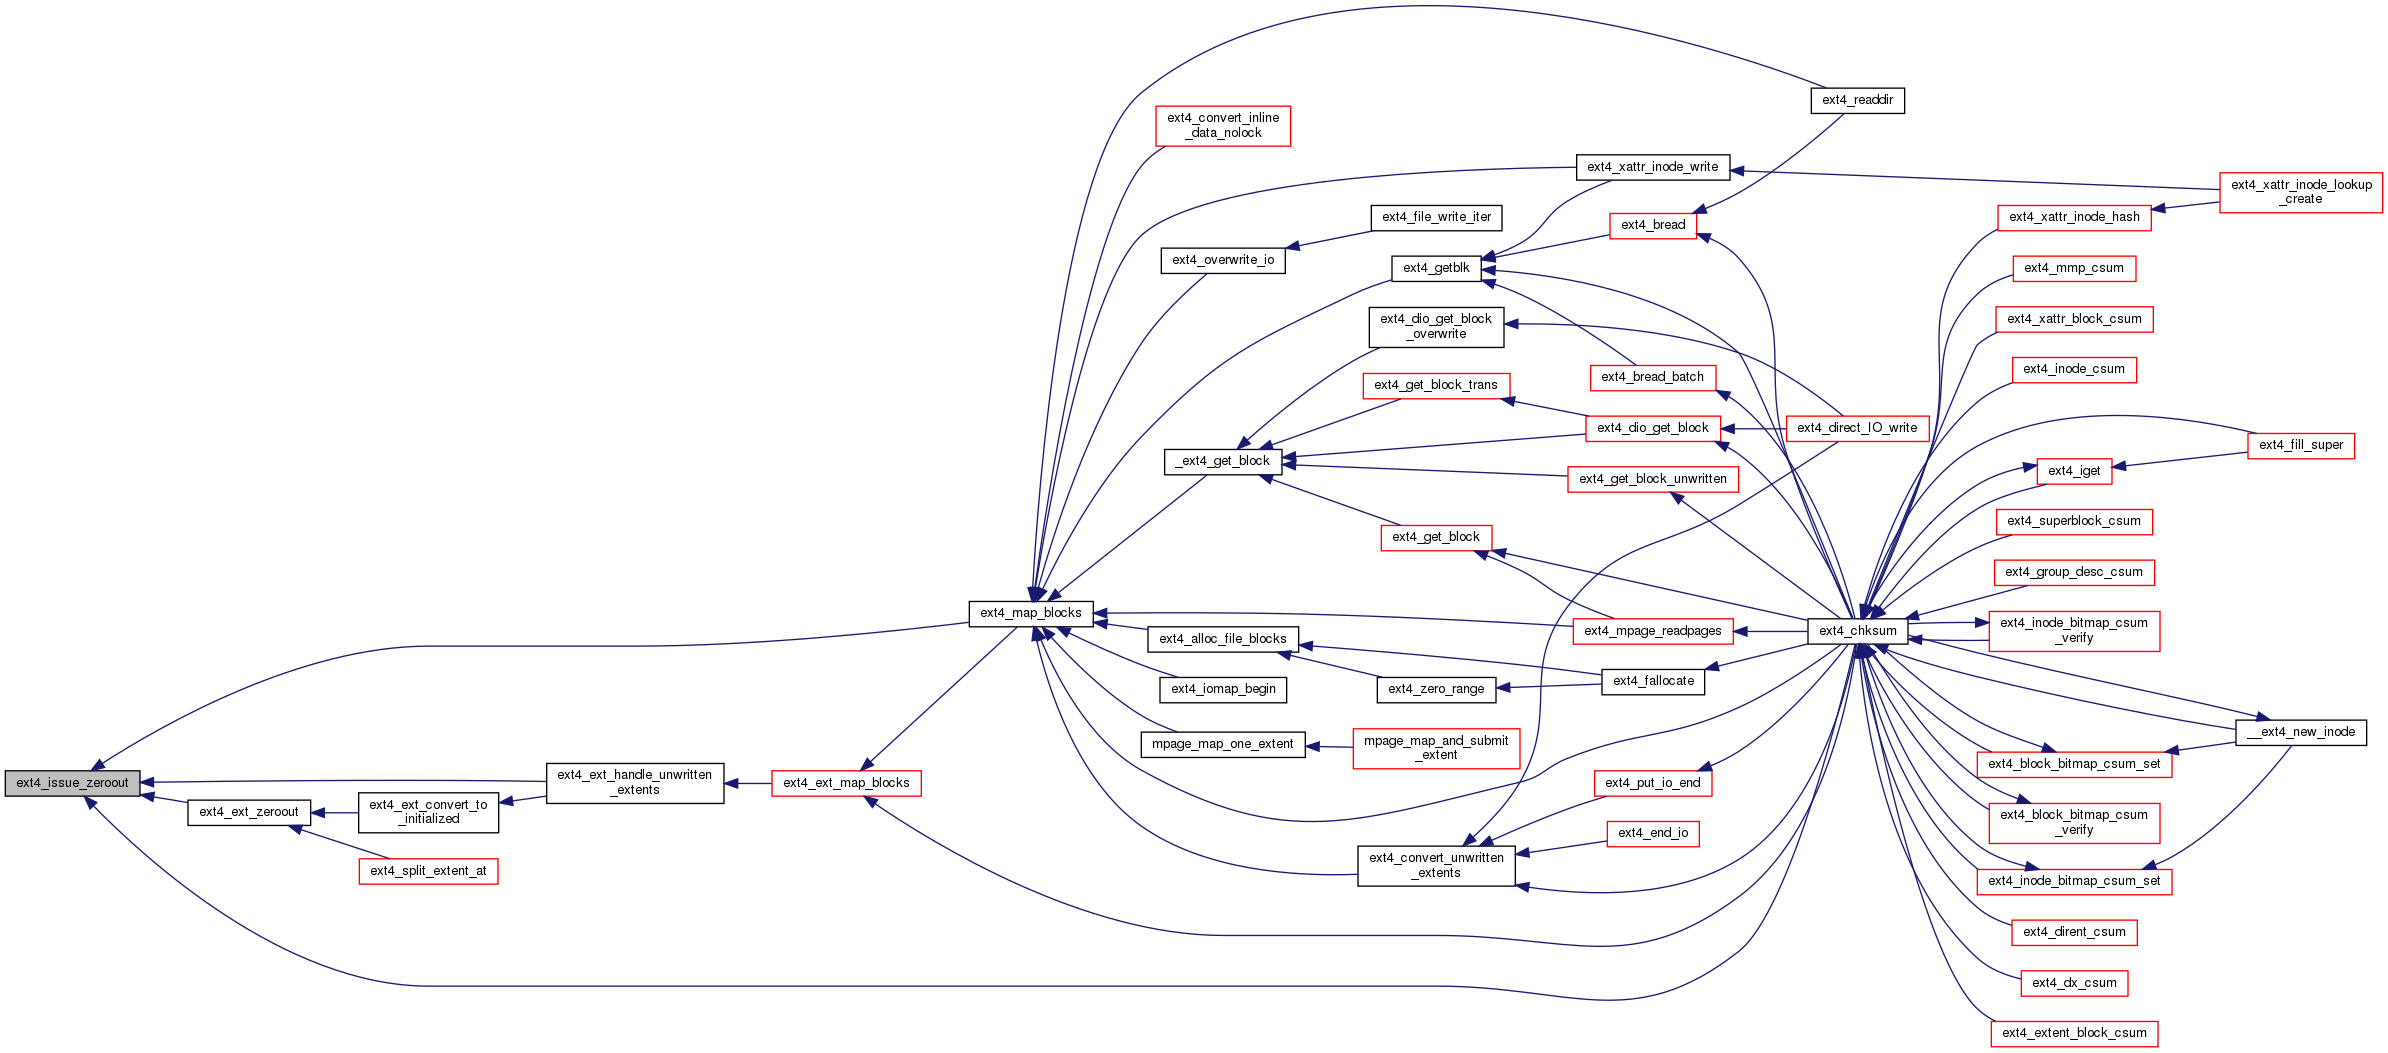 ext4_readdir
ext4_convert_inline
_data_nolock
ext4_xattr_inode_write
ext4_xattr_inode_lookup
_create
ext4_file_write_iter
ext4_bread
ext4_xattr_inode_hash
ext4_overwrite_io
ext4_getblk
ext4_mmp_csum
ext4_dio_get_block
_overwrite
ext4_xattr_block_csum
ext4_get_block_trans
ext4_bread_batch
ext4_inode_csum
ext4_dio_get_block
ext4_direct_IO_write
ext4_fill_super
_ext4_get_block
ext4_get_block_unwritten
ext4_iget
ext4_get_block
ext4_superblock_csum
ext4_group_desc_csum
ext4_map_blocks
ext4_alloc_file_blocks
ext4_mpage_readpages
ext4_chksum
ext4_inode_bitmap_csum
_verify
ext4_iomap_begin
ext4_zero_range
ext4_fallocate
mpage_map_one_extent
mpage_map_and_submit
_extent
__ext4_new_inode
ext4_block_bitmap_csum_set
ext4_issue_zeroout
ext4_ext_handle_unwritten
_extents
ext4_ext_map_blocks
ext4_put_io_end
ext4_ext_zeroout
ext4_ext_convert_to
_initialized
ext4_block_bitmap_csum
_verify
ext4_end_io
ext4_split_extent_at
ext4_convert_unwritten
_extents
ext4_inode_bitmap_csum_set
ext4_dirent_csum
ext4_dx_csum
ext4_extent_block_csum